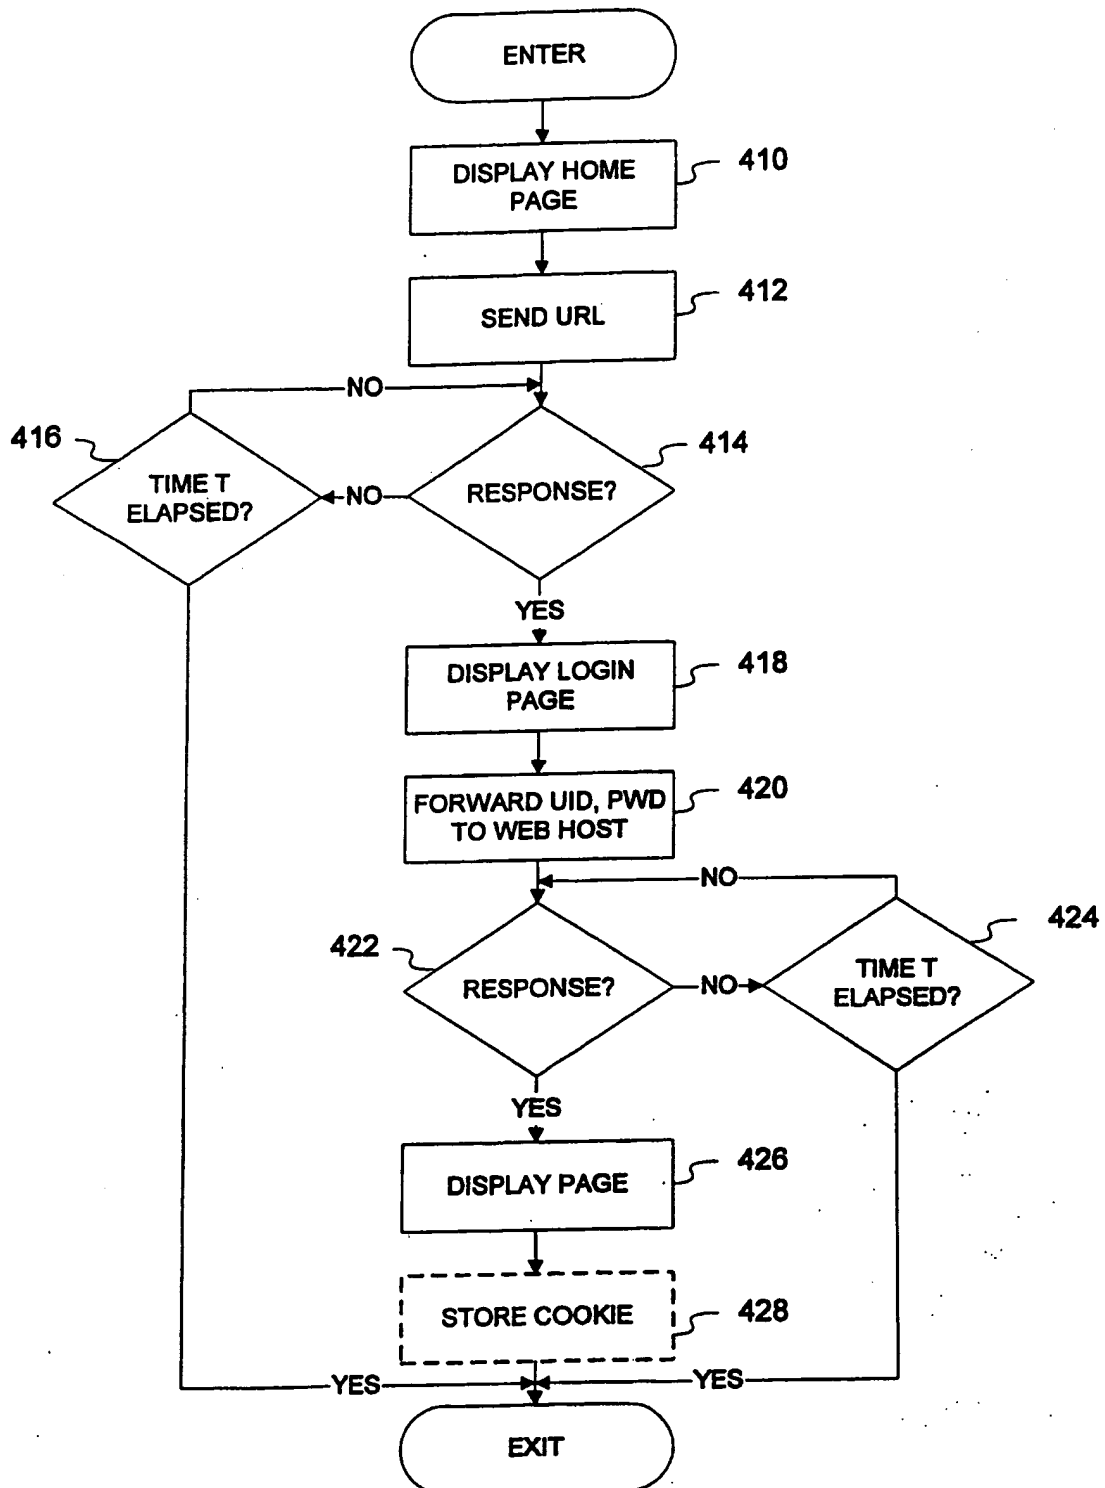 ENTER
DISPLAY HOME
PAGE
410
SEND URL
412
NO
416
TIME T
ELAPSED?
NO
RESPONSE?
414
YES
DISPLAY LOGIN
PAGE
418
FORWARD UID, PWD
TO WEB HOST
420
NO
422
RESPONSE?
NO
TIME T
ELAPSED?
424
YES
DISPLAY PAGE
426
STORE COOKIE
428
YES
YES
EXIT